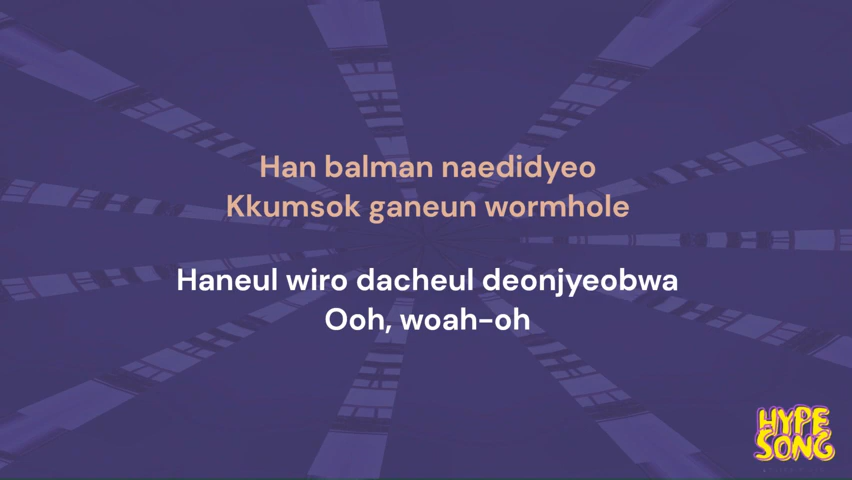 Han balman naedidyeo
Kkumsok ganeun wormhole
Haneul wiro dacheul deonjyeobwa
Ooh, woah-oh
HYPE
SONG